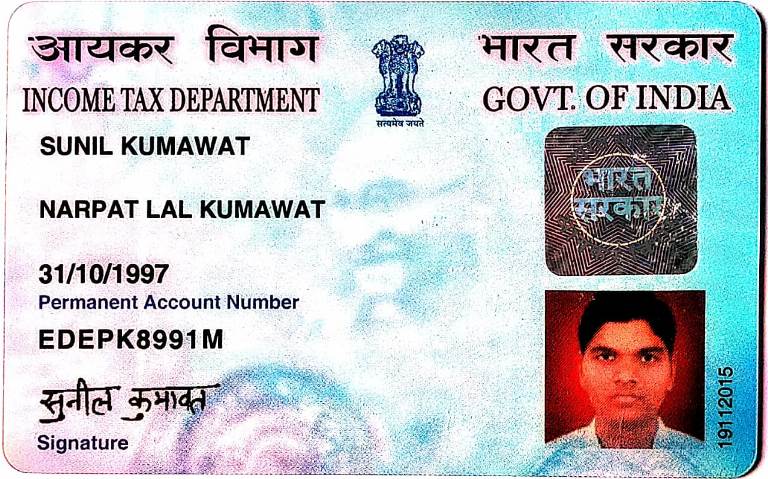 आयकर विभाग
भारत सरकार
INCOME TAX DEPARTMENT
GOVT. OF INDIA
सत्यमेव जयते
SUNIL KUMAWAT
NARPAT LAL KUMAWAT
भारत
सरकार
31/10/1997
Permanent Account Number
EDEPK8991M
सुनील कुमावत
Signature
19112015